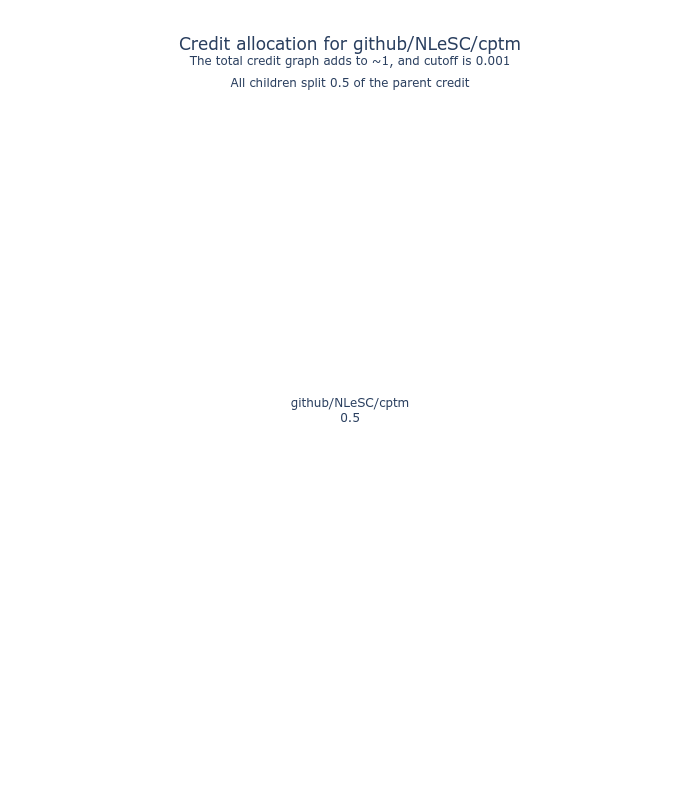 Credit allocation for github/NLeSC/cptm
The total credit graph adds to ~1, and cutoff is 0.001
All children split 0.5 of the parent credit
github/NLeSC/cptm
0.5